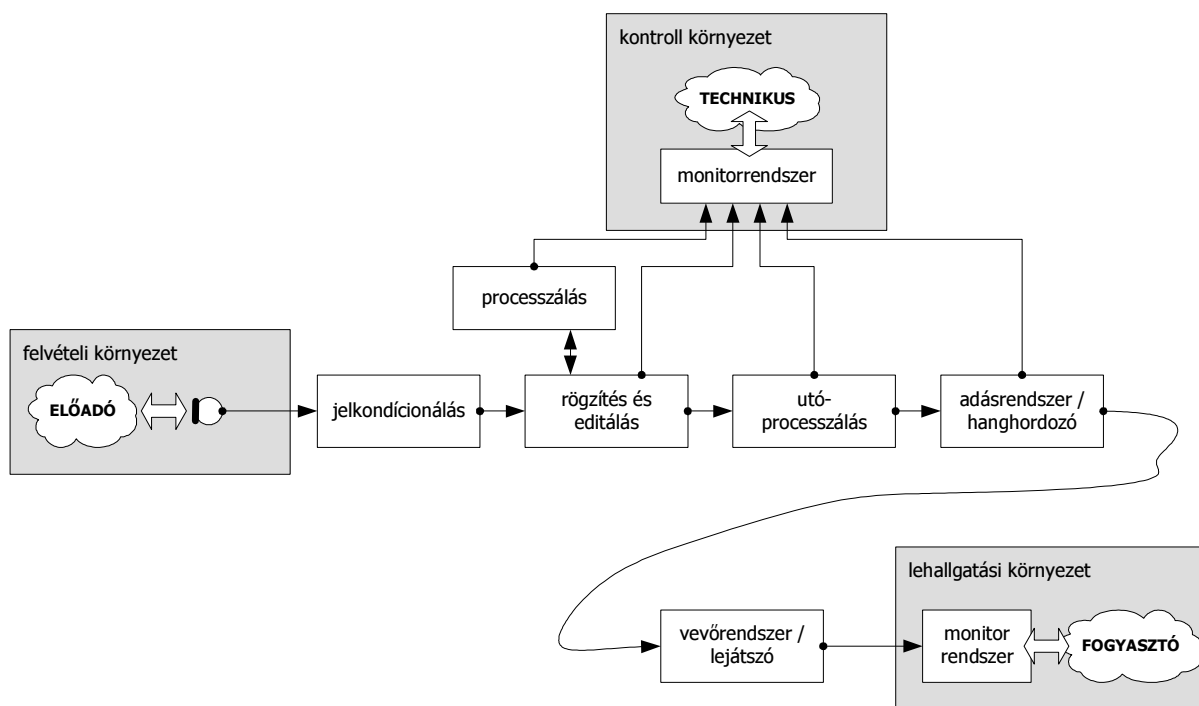 kontroll környezet
TECHNIKUS
monitorrendszer
processzálás
felvételi környezet
ELŐADÓ
jelkondícionálás
rögzítés és
editálás
utó-
processzálás
adásrendszer /
hanghordozó
lehallgatási környezet
vevőrendszer /
lejátszó
monitor
rendszer
FOGYASZTÓ